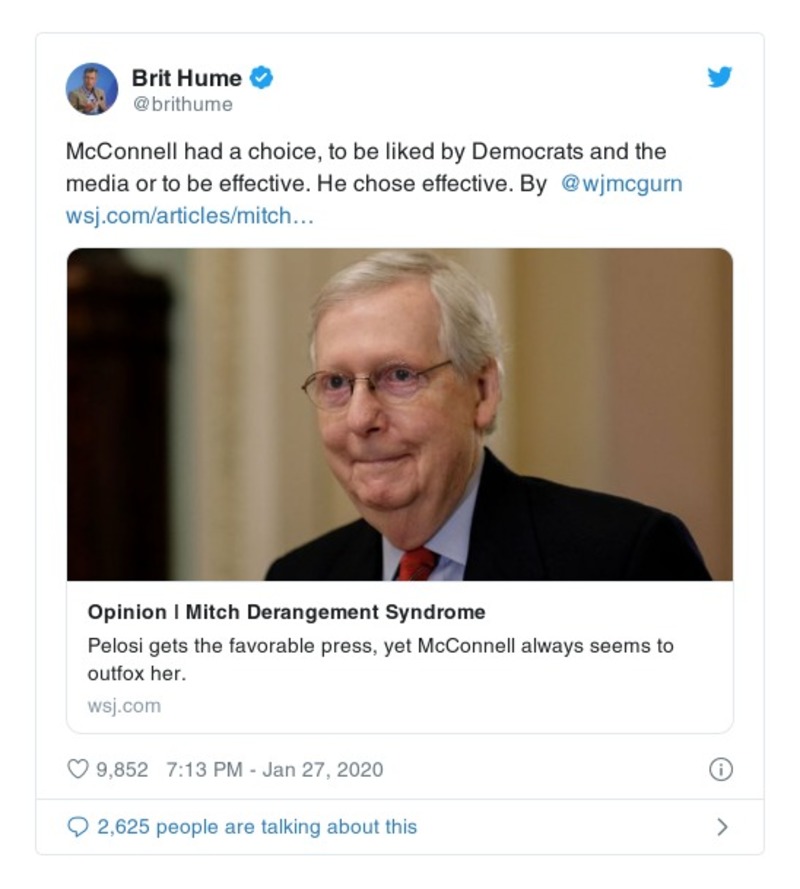 Brit Hume
@brithume
McConnell had a choice, to be liked by Democrats and the
media or to be effective. He chose effective. By @wjmcgurn
wsj.com/articles/mitch…
Opinion | Mitch Derangement Syndrome
Pelosi gets the favorable press, yet McConnell always seems to
outfox her.
wsj.com
9,852 7:13 PM - Jan 27, 2020
2,625 people are talking about this